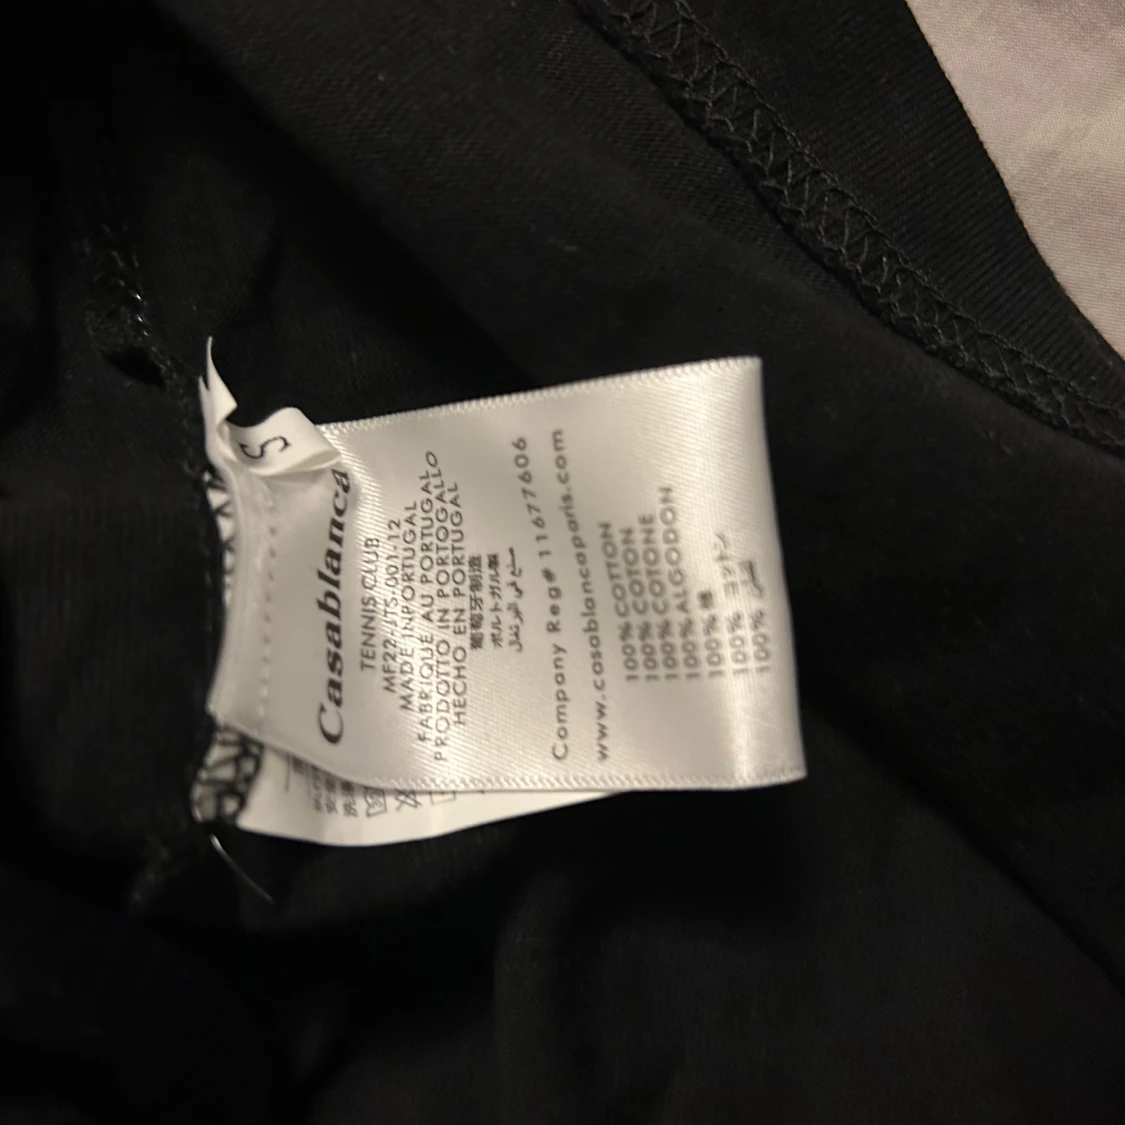 S
Casablanca
TENNIS CLUB
MF22-JTS-001-12
MADE IN PORTUGAL
FABRIQUÉ AU PORTUGAL
PRODOTTO IN PORTOGALLO
HECHO EN PORTUGAL
葡萄牙制造
ポルトガル製
صنع في البرتغال
Company Reg# 11677606
www.casablancaparis.com
100% COTTON
100% COTON
100% COTONE
100% ALGODON
100% 棉
100% コットン
100% قطن